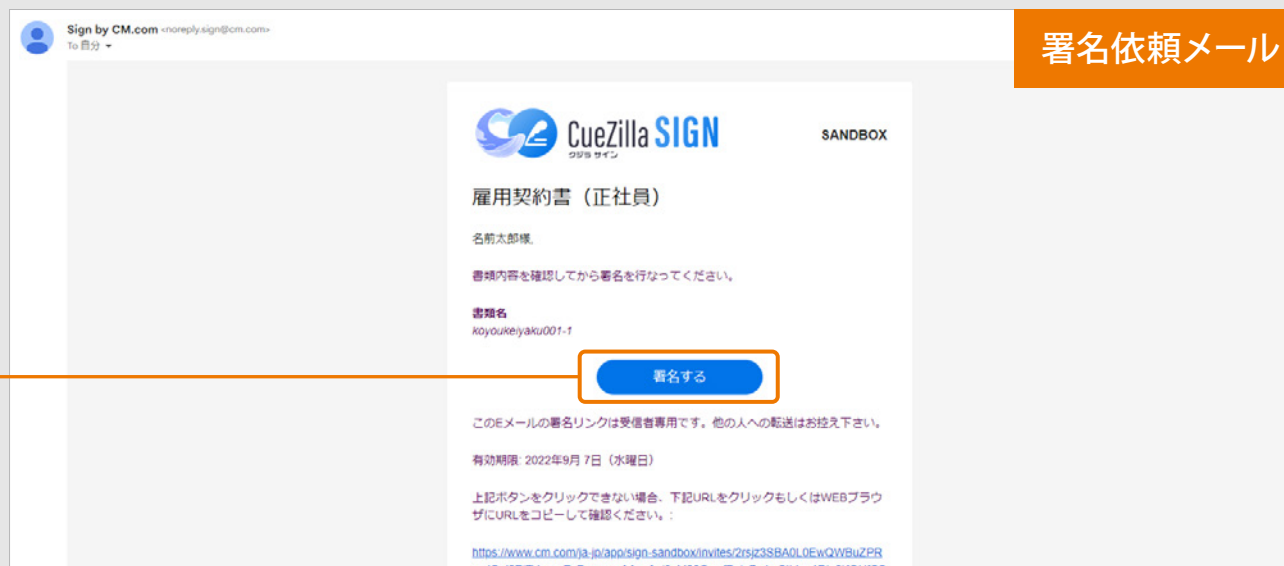 Sign by CM.com <noreply.sign@cm.com>
To 自分
署名依頼メール
CueZilla SIGN
クジラ サイン
SANDBOX
雇用契約書（正社員）
名前太郎様,
書類内容を確認してから署名を行なってください。
書類名
koyoukeiyaku001-1
署名する
このEメールの署名リンクは受信者専用です。他の人への転送はお控え下さい。
有効期限: 2022年9月 7日（水曜日）
上記ボタンをクリックできない場合、下記URLをクリックもしくはWEBブラウ
ザにURLをコピーして確認ください。:
https://www.cm.com/ja-jp/app/sign-sandbox/invites/2rsjz3SBA0L0EwQWBuZPR